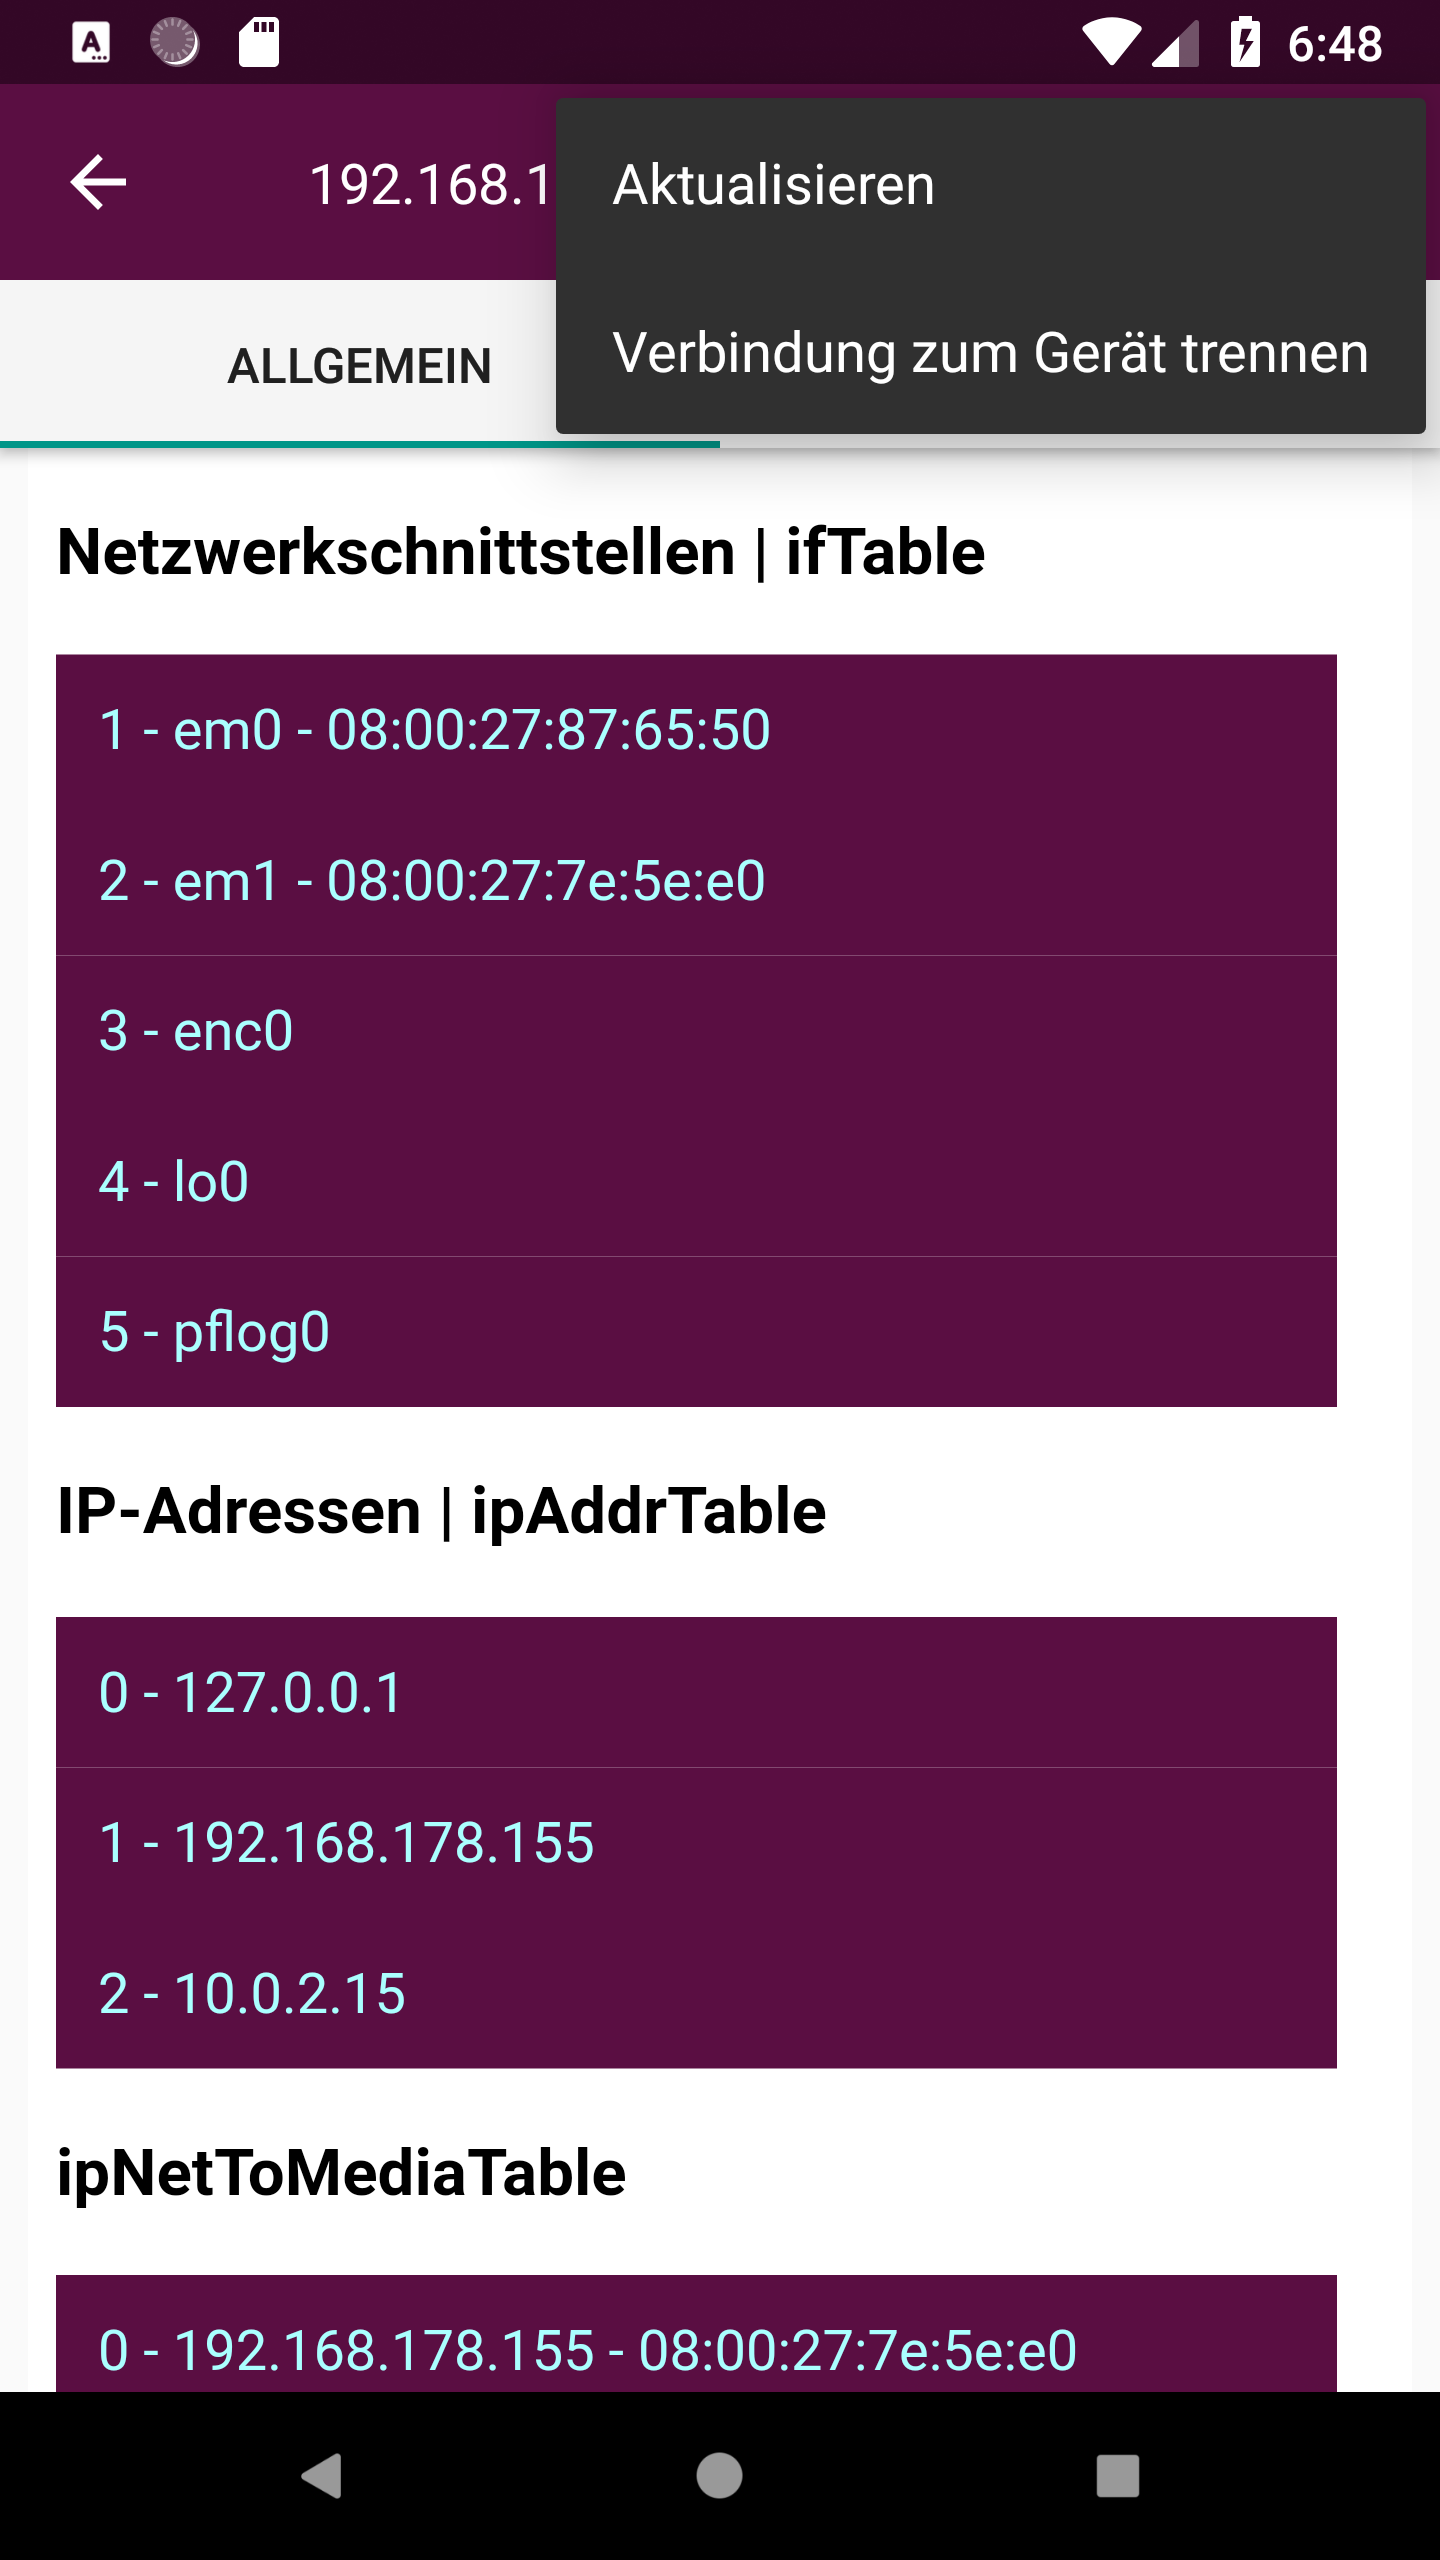 6:48
192.168.1
Aktualisieren
Verbindung zum Gerät trennen
ALLGEMEIN
Netzwerkschnittstellen | ifTable
1 - em0 - 08:00:27:87:65:50
2 - em1 - 08:00:27:7e:5e:e0
3 - enc0
4 - lo0
5 - pflog0
IP-Adressen | ipAddrTable
0 - 127.0.0.1
1 - 192.168.178.155
2 - 10.0.2.15
ipNetToMediaTable
0 - 192.168.178.155 - 08:00:27:7e:5e:e0